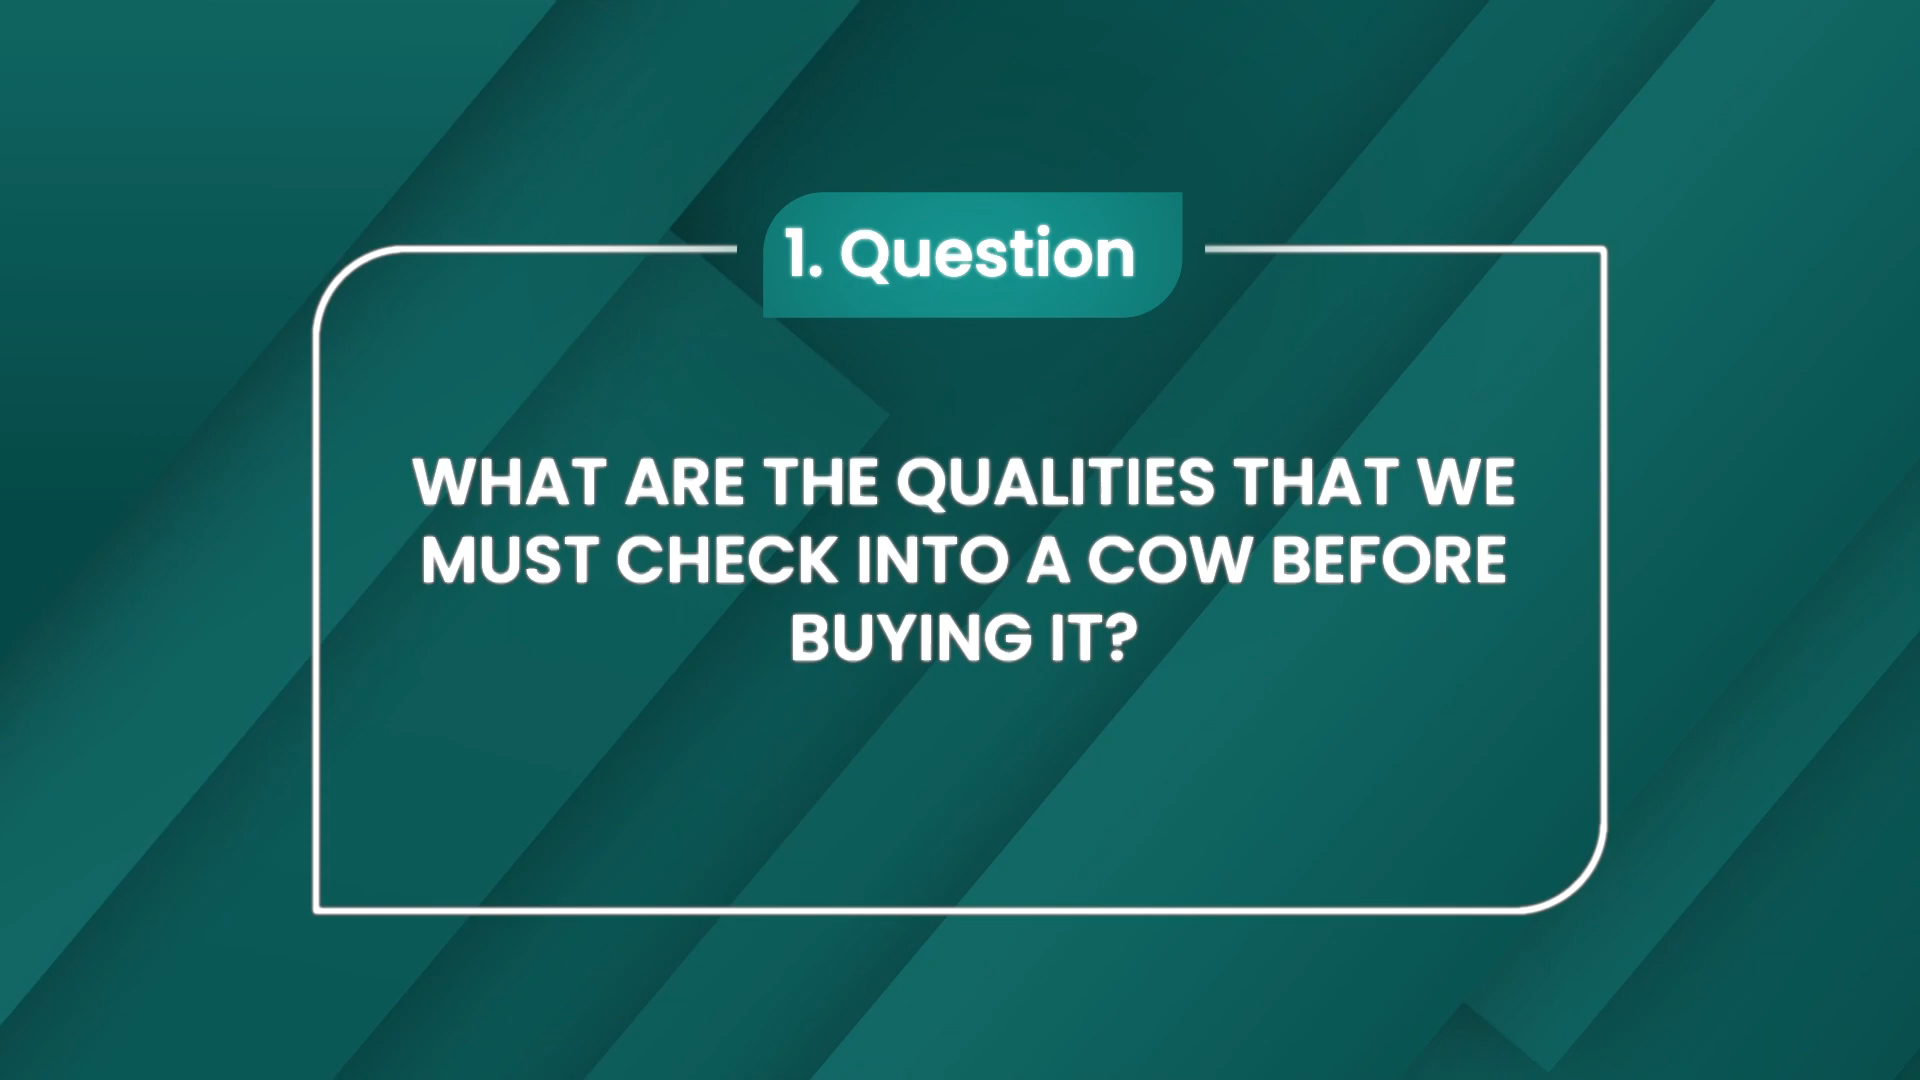 1. Question
WHAT ARE THE QUALITIES THAT WE
MUST CHECK INTO A COW BEFORE
BUYING IT?